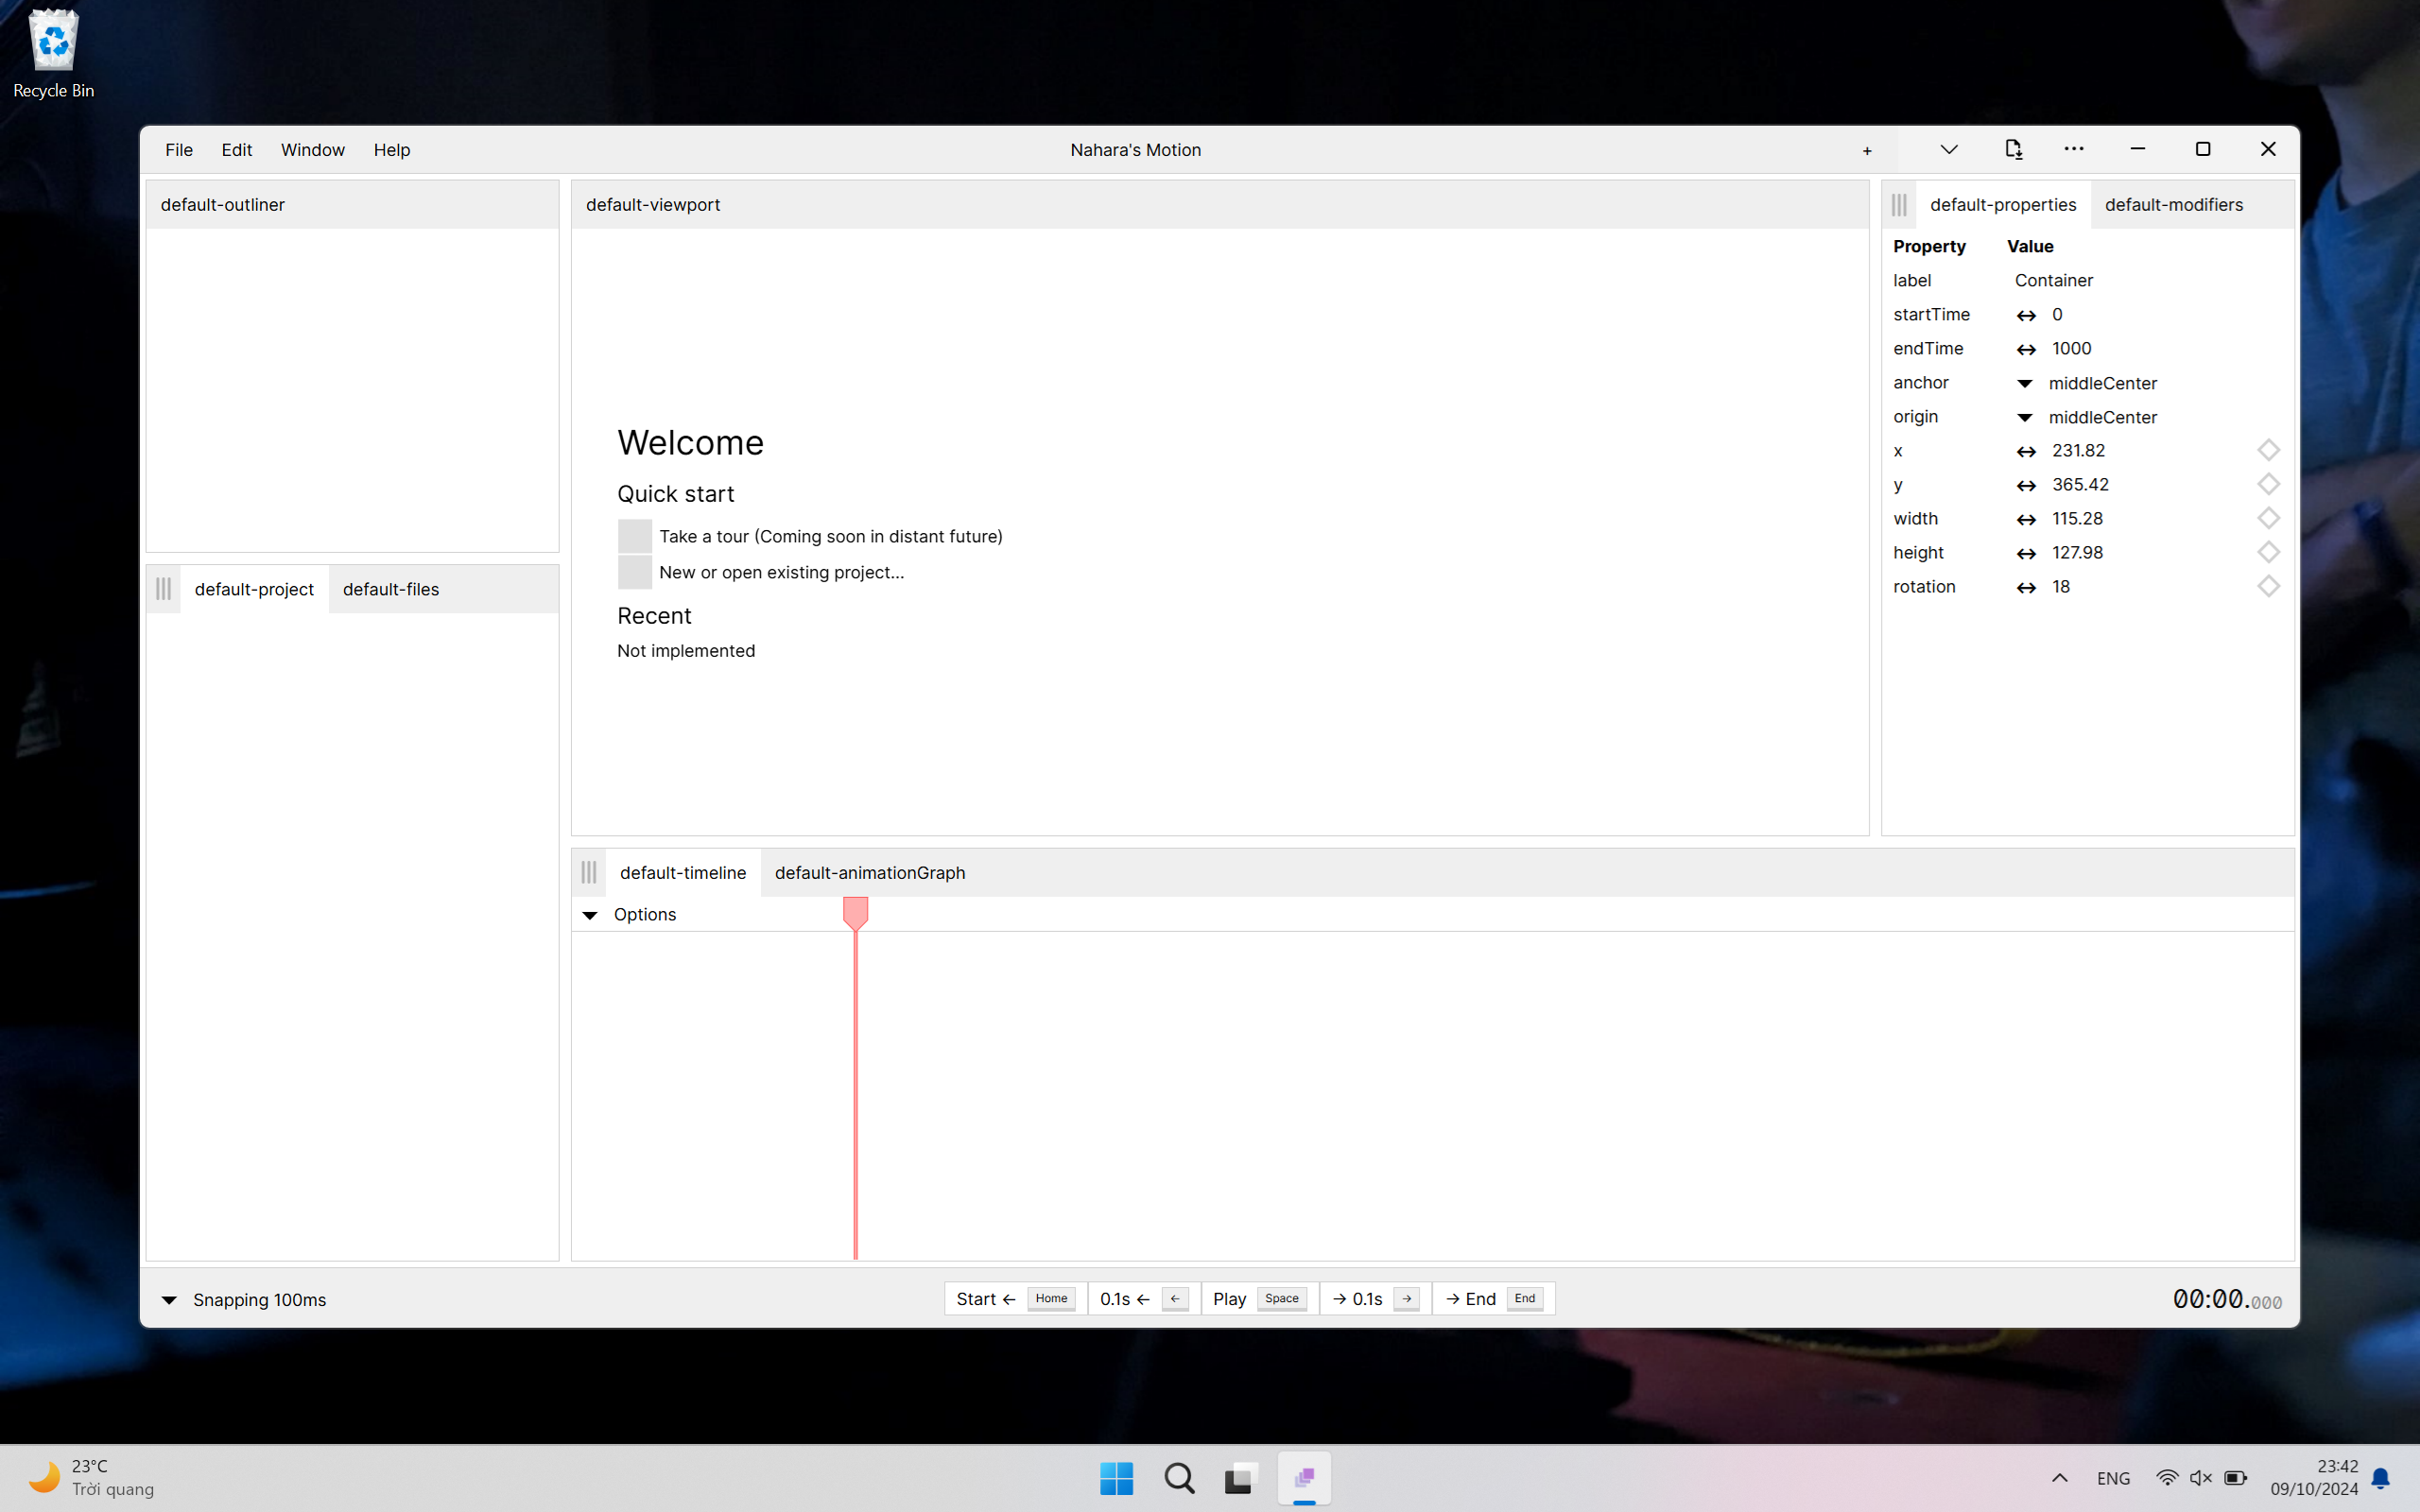 Recycle Bin
File Edit Window Help
Nahara's Motion
+
default-outliner
default-viewport
default-properties default-modifiers
Property Value
label Container
startTime 0
endTime 1000
anchor middleCenter
origin middleCenter
x 231.82
y 365.42
width 115.28
height 127.98
rotation 18
Welcome
Quick start
Take a tour (Coming soon in distant future)
New or open existing project...
Recent
Not implemented
default-project default-files
default-timeline default-animationGraph
Options
Snapping 100ms
Start ← Home 0.1s ← ← Play Space → 0.1s → → End End
00:00.000
23°C
Trời quang
ENG
23:42
09/10/2024